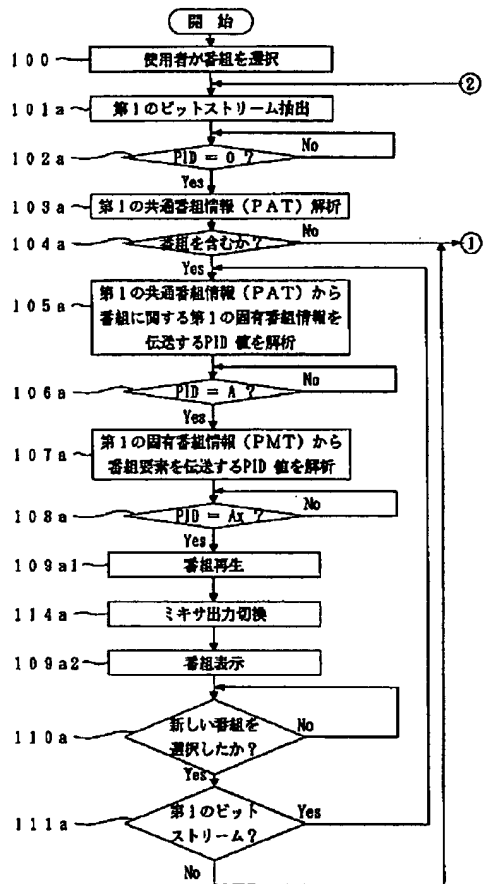 開始
100
使用者が番組を選択
②
101a
第1のビットストリーム抽出
No
102a
PID = 0 ?
Yes
103a
第1の共通番組情報(PAT)解析
No
104a
番組を含むか?
①
Yes
105a
第1の共通番組情報(PAT)から
番組に関する第1の固有番組情報を
伝送するPID 値を解析
No
106a
PID = A ?
Yes
107a
第1の固有番組情報(PMT)から
番組要素を伝送するPID 値を解析
No
108a
PID = Ax ?
Yes
109a1
番組再生
114a
ミキサ出力切換
109a2
番組表示
110a
新しい番組を
選択したか?
No
Yes
111a
第1のビット
ストリーム?
Yes
No